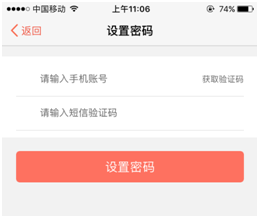 中国移动 上午11:06 74%
返回 设置密码
请输入手机账号 获取验证码
请输入短信验证码
设置密码